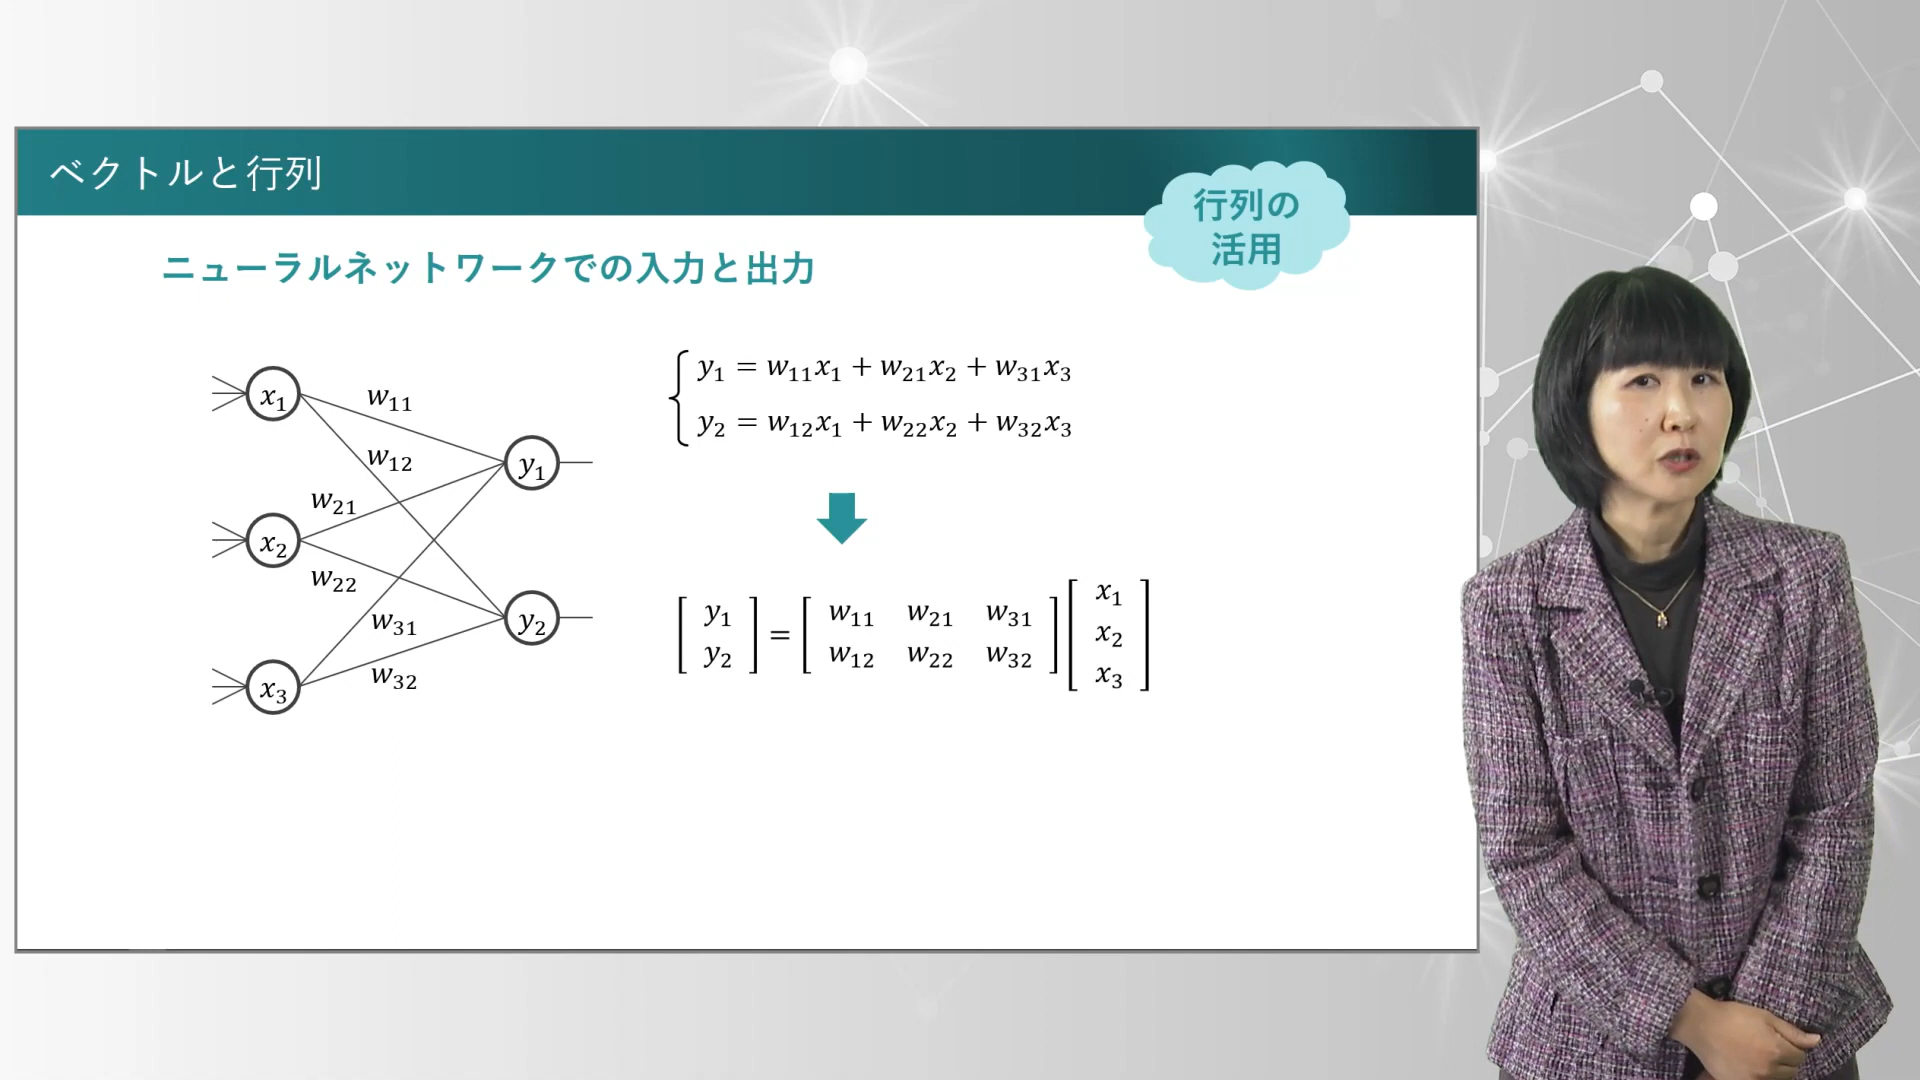 ベクトルと行列
行列の
活用
ニューラルネットワークでの入力と出力
x₁
x₂
x₃
w₁₁
w₁₂
w₂₁
w₂₂
w₃₁
w₃₂
y₁
y₂
y₁ = w₁₁x₁ + w₂₁x₂ + w₃₁x₃
y₂ = w₁₂x₁ + w₂₂x₂ + w₃₂x₃
[ y₁ ] = [ w₁₁ w₂₁ w₃₁ ] [ x₁ ]
[ y₂ ] [ w₁₂ w₂₂ w₃₂ ] [ x₂ ]
[ x₃ ]